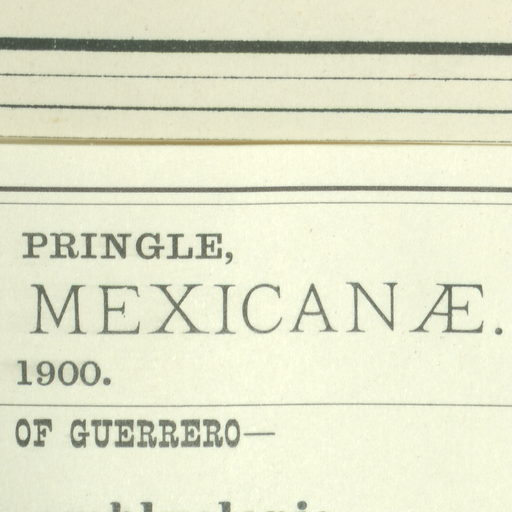 PRINGLE,
MEXICANÆ.
1900.
OF GUERRERO—